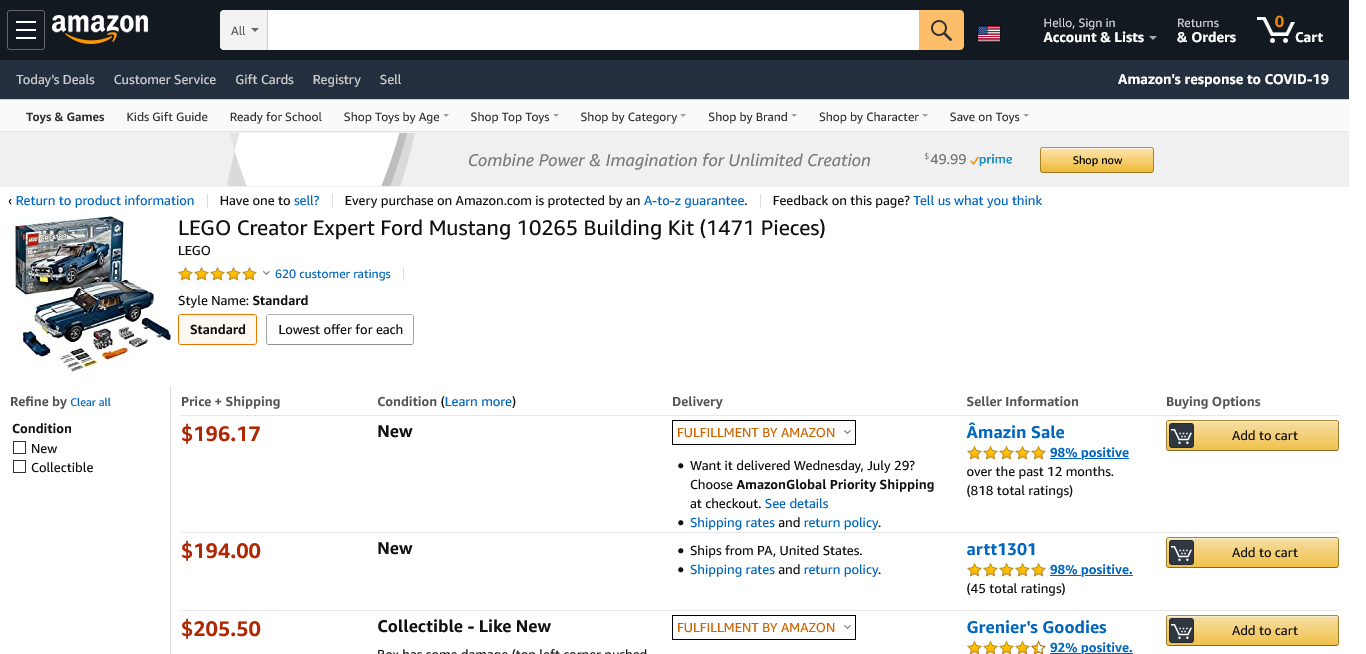 amazon
All
Hello, Sign in
Account & Lists
Returns
& Orders
0
Cart
Today's Deals Customer Service Gift Cards Registry Sell
Amazon's response to COVID-19
Toys & Games Kids Gift Guide Ready for School Shop Toys by Age Shop Top Toys Shop by Category Shop by Brand Shop by Character Save on Toys
Combine Power & Imagination for Unlimited Creation $49.99 prime Shop now
‹ Return to product information Have one to sell? Every purchase on Amazon.com is protected by an A-to-z guarantee. Feedback on this page? Tell us what you think
LEGO Creator Expert Ford Mustang 10265 Building Kit (1471 Pieces)
LEGO
620 customer ratings
Style Name: Standard
Standard Lowest offer for each
Refine by Clear all
Condition
New
Collectible
Price + Shipping Condition (Learn more) Delivery Seller Information Buying Options
$196.17 New
FULFILLMENT BY AMAZON
• Want it delivered Wednesday, July 29?
Choose AmazonGlobal Priority Shipping
at checkout. See details
• Shipping rates and return policy.
Âmazin Sale
98% positive
over the past 12 months.
(818 total ratings)
Add to cart
$194.00 New
• Ships from PA, United States.
• Shipping rates and return policy.
artt1301
98% positive.
(45 total ratings)
Add to cart
$205.50 Collectible - Like New
Box has some damage (top left corner pushed
FULFILLMENT BY AMAZON
Grenier's Goodies
92% positive.
Add to cart